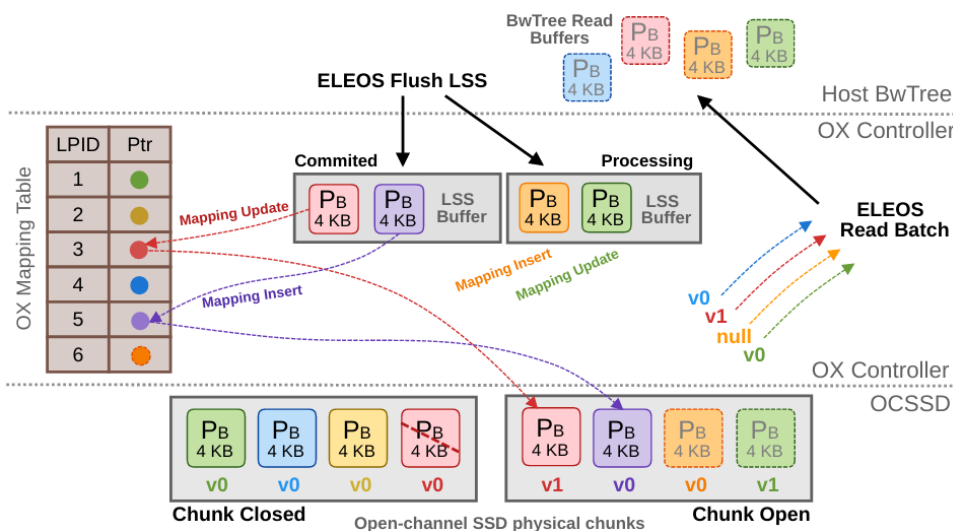 BwTree Read
Buffers
PB
4 KB
PB
4 KB
PB
4 KB
PB
4 KB
ELEOS Flush LSS
Host BwTree
OX Controller
OX Mapping Table
LPID Ptr
1
2
3
4
5
6
Commited
PB
4 KB
PB
4 KB
LSS
Buffer
Processing
PB
4 KB
PB
4 KB
LSS
Buffer
Mapping Update
Mapping Insert
Mapping Insert
Mapping Update
ELEOS
Read Batch
v0
v1
null
v0
OX Controller
OCSSD
PB
4 KB
PB
4 KB
PB
4 KB
PB
4 KB
v0 v0 v0 v0
Chunk Closed
PB
4 KB
PB
4 KB
PB
4 KB
PB
4 KB
v1 v0 v0 v1
Chunk Open
Open-channel SSD physical chunks